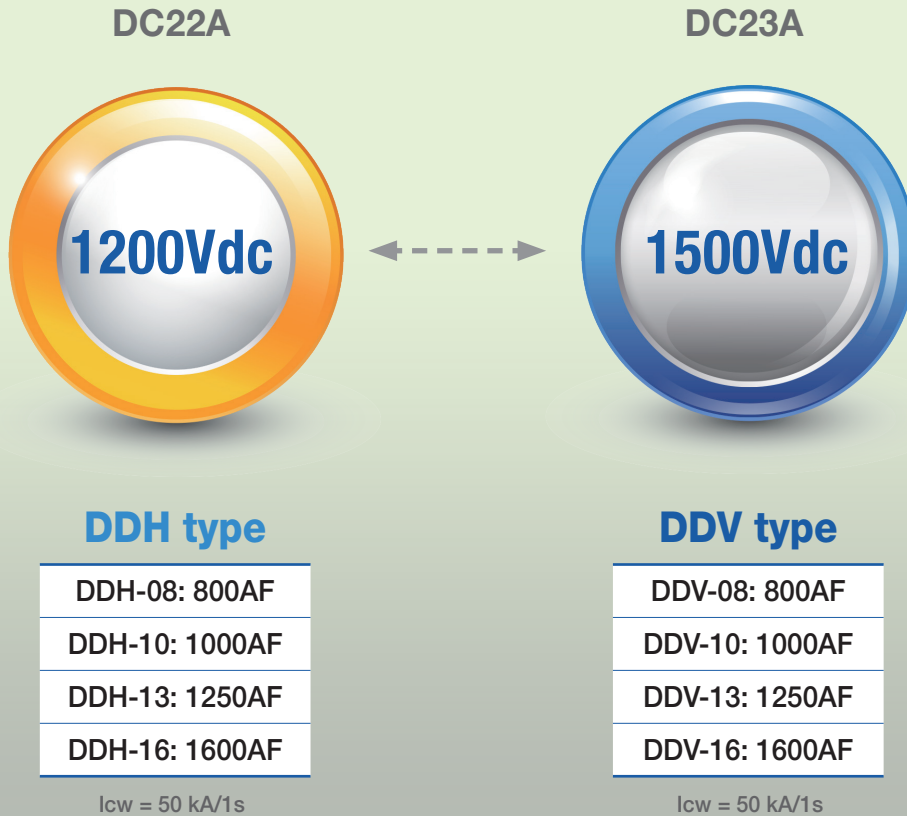 DC22A
1200Vdc
DDH type
DDH-08: 800AF
DDH-10: 1000AF
DDH-13: 1250AF
DDH-16: 1600AF
Icw = 50 kA/1s
DC23A
1500Vdc
DDV type
DDV-08: 800AF
DDV-10: 1000AF
DDV-13: 1250AF
DDV-16: 1600AF
Icw = 50 kA/1s